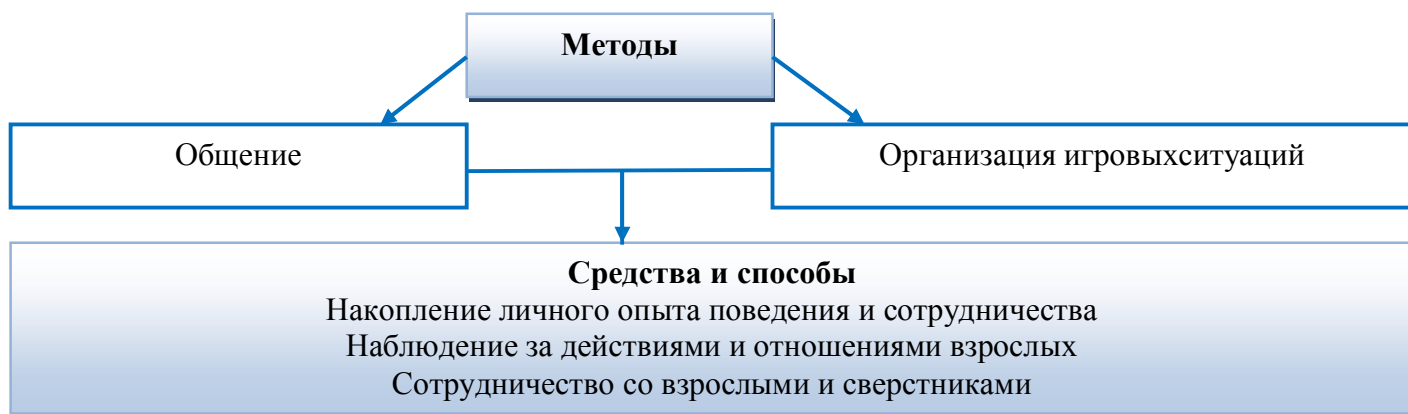 Методы
Общение
Организация игровыхситуаций
Средства и способы
Накопление личного опыта поведения и сотрудничества
Наблюдение за действиями и отношениями взрослых
Сотрудничество со взрослыми и сверстниками